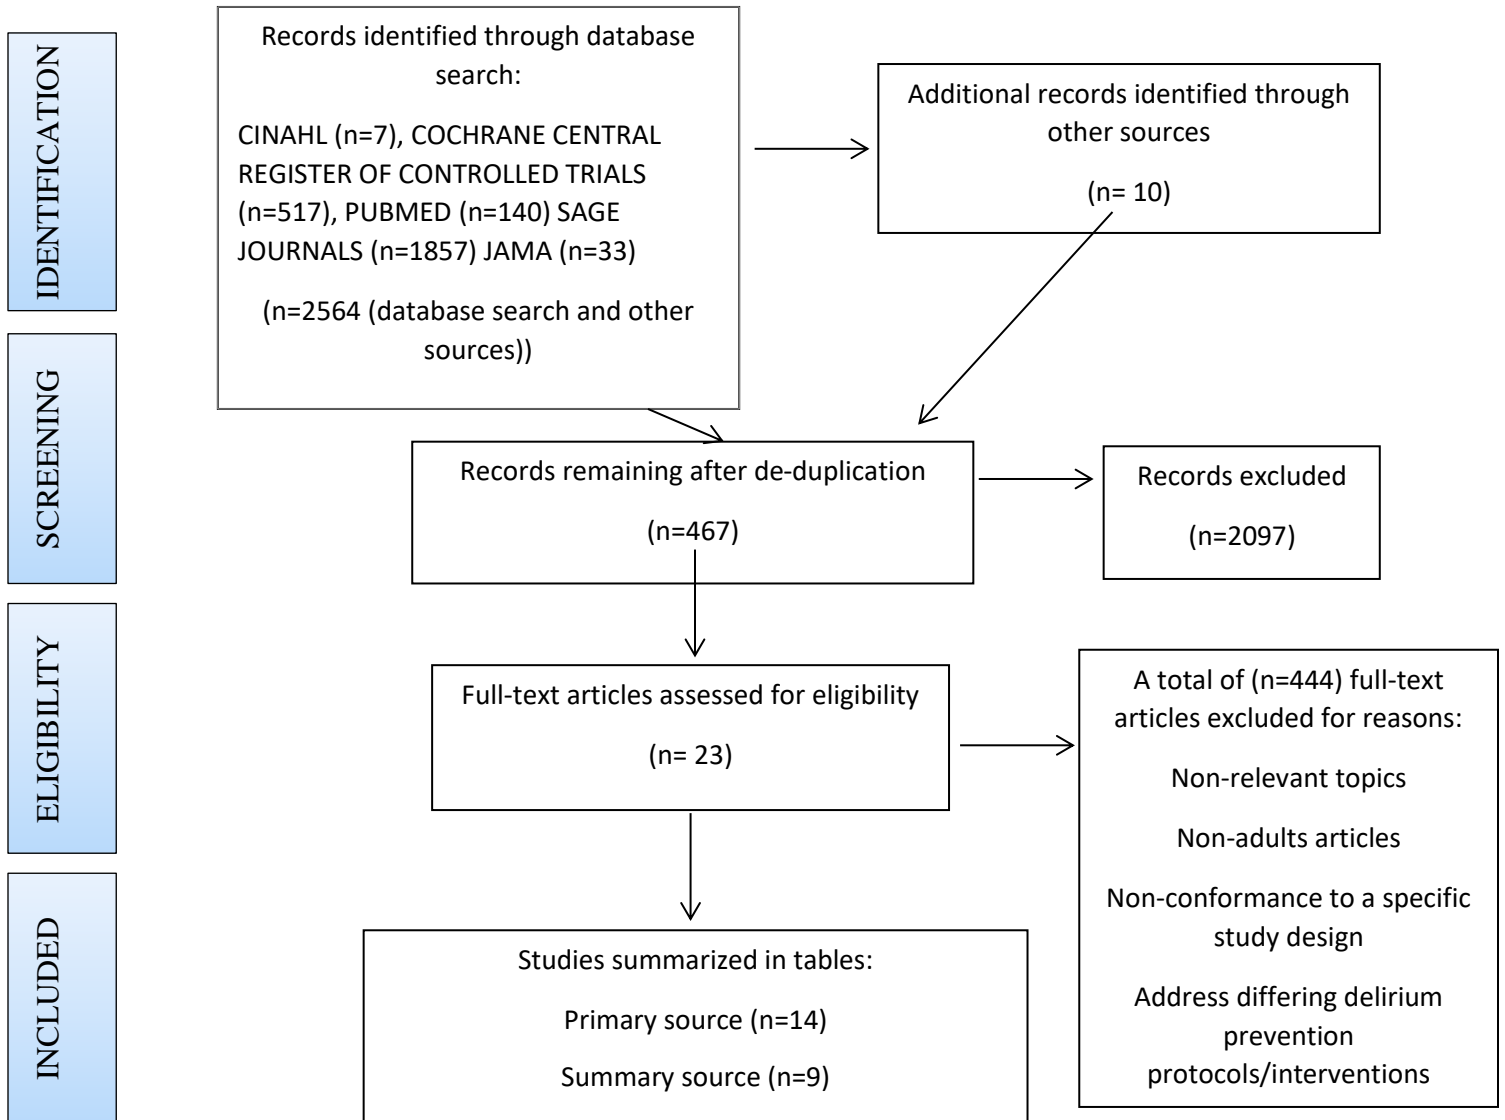 IDENTIFICATION
Records identified through database
search:
CINAHL (n=7), COCHRANE CENTRAL
REGISTER OF CONTROLLED TRIALS
(n=517), PUBMED (n=140) SAGE
JOURNALS (n=1857) JAMA (n=33)
(n=2564 (database search and other
sources))
Additional records identified through
other sources
(n= 10)
SCREENING
Records remaining after de-duplication
(n=467)
Records excluded
(n=2097)
ELIGIBILITY
Full-text articles assessed for eligibility
(n= 23)
A total of (n=444) full-text
articles excluded for reasons:
Non-relevant topics
Non-adults articles
Non-conformance to a specific
study design
Address differing delirium
prevention
protocols/interventions
INCLUDED
Studies summarized in tables:
Primary source (n=14)
Summary source (n=9)